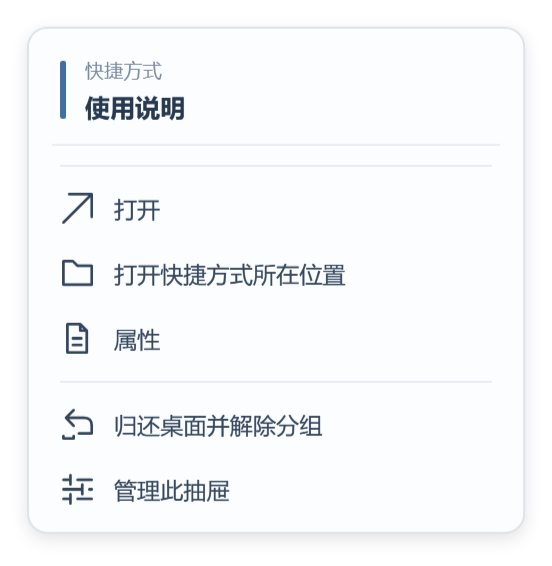 快捷方式
使用说明
打开
打开快捷方式所在位置
属性
归还桌面并解除分组
管理此抽屉